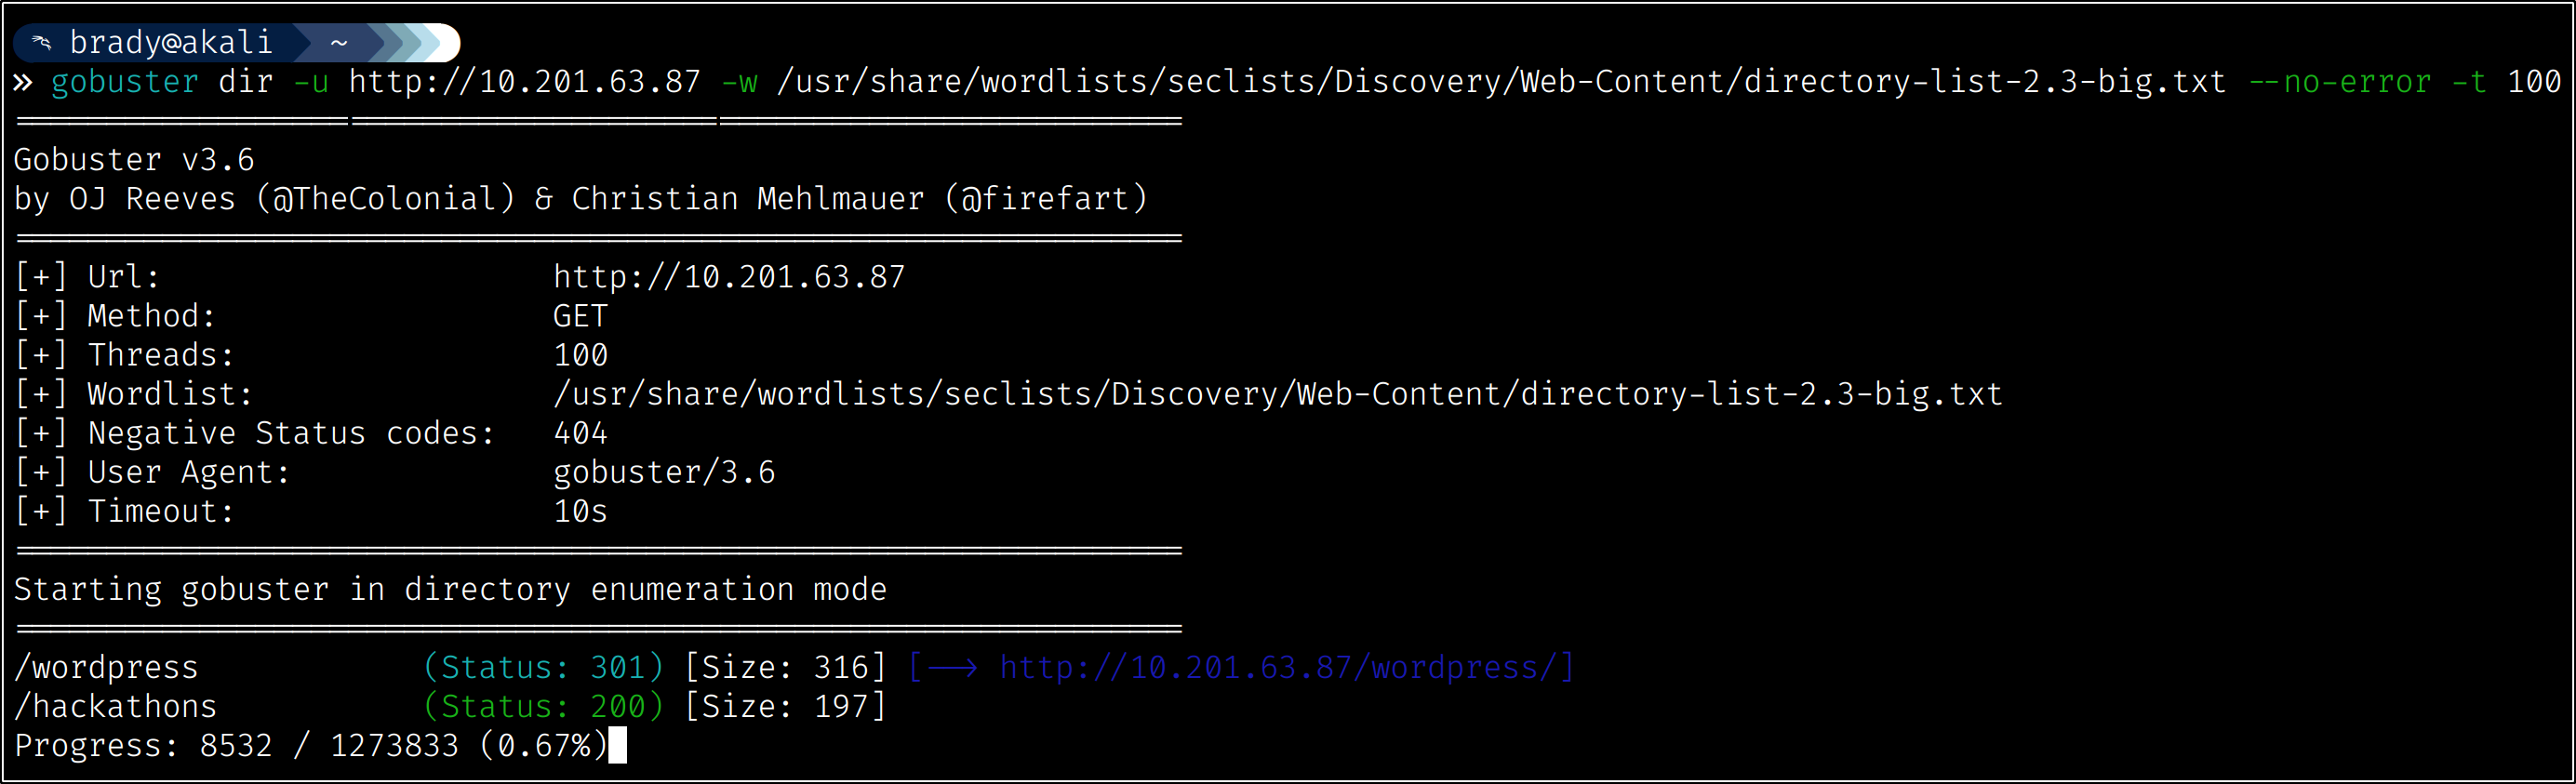 brady@akali ~
» gobuster dir -u http://10.201.63.87 -w /usr/share/wordlists/seclists/Discovery/Web-Content/directory-list-2.3-big.txt --no-error -t 100
===============================================================
Gobuster v3.6
by OJ Reeves (@TheColonial) & Christian Mehlmauer (@firefart)
===============================================================
[+] Url:                     http://10.201.63.87
[+] Method:                  GET
[+] Threads:                 100
[+] Wordlist:                /usr/share/wordlists/seclists/Discovery/Web-Content/directory-list-2.3-big.txt
[+] Negative Status codes:   404
[+] User Agent:              gobuster/3.6
[+] Timeout:                 10s
===============================================================
Starting gobuster in directory enumeration mode
===============================================================
/wordpress            (Status: 301) [Size: 316] [--> http://10.201.63.87/wordpress/]
/hackathons           (Status: 200) [Size: 197]
Progress: 8532 / 1273833 (0.67%)